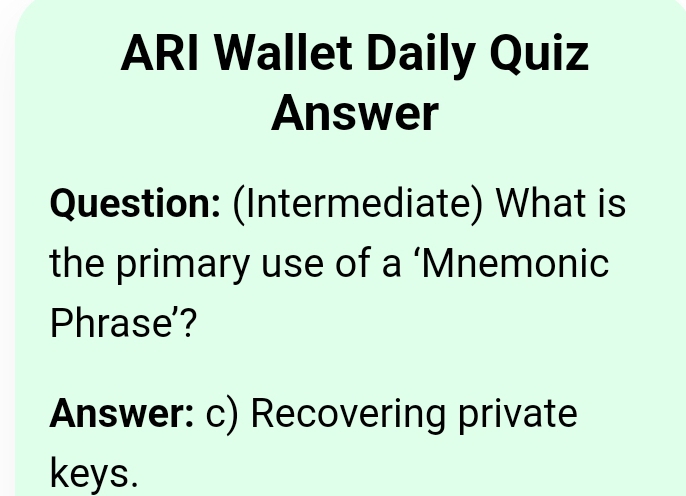 ARI Wallet Daily Quiz
Answer
Question: (Intermediate) What is
the primary use of a ‘Mnemonic
Phrase’?
Answer: c) Recovering private
keys.